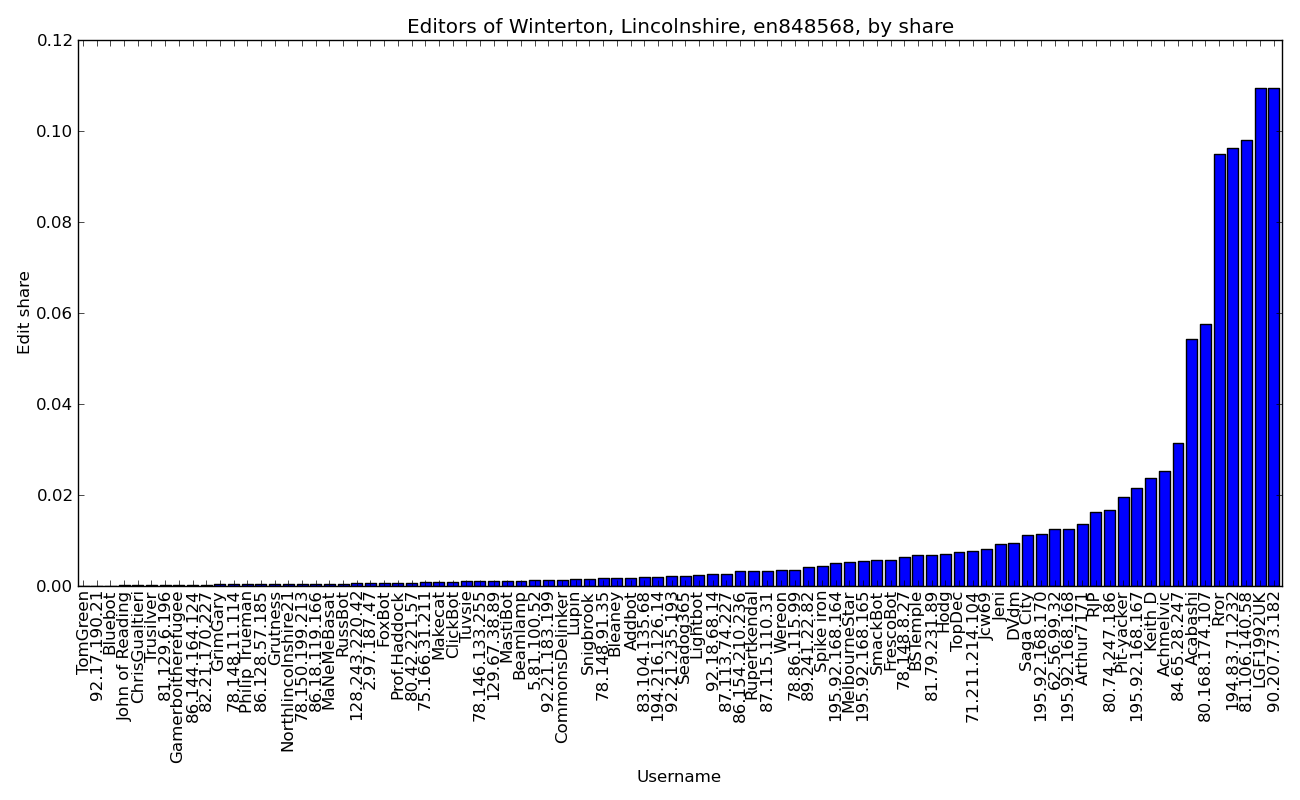 Editors of Winterton, Lincolnshire, en848568, by share
0.12
0.10
0.08
0.06
0.04
0.02
0.00
Edit share
TomGreen
92.17.190.21
Bluebot
John of Reading
ChrisGualtieri
Trusilver
81.129.6.196
Gamerboitherefugee
86.144.164.124
82.21.170.227
GrimGary
78.148.11.114
Philip Trueman
86.128.57.185
Grutness
Northlincolnshire21
78.150.199.213
86.18.119.166
MaNeMeBasat
RussBot
128.243.220.42
2.97.187.47
FoxBot
Prof.Haddock
80.42.221.57
75.166.31.211
Makecat
ClickBot
Tuvsie
78.146.133.255
129.67.38.89
MastiBot
Beamlamp
5.81.100.52
92.21.183.199
CommonsDelinker
Lupin
Snigbrook
78.148.91.35
Bleaney
Addbot
83.104.135.98
194.216.126.14
92.21.235.193
Seadog365
Lightbot
92.18.68.14
87.113.74.227
86.154.210.236
Rupertkendal
87.115.110.31
Wereon
78.86.115.99
89.241.22.82
Spike iron
195.92.168.164
MelbourneStar
195.92.168.165
SmackBot
FrescoBot
78.148.8.27
BSTemple
81.79.231.89
Hodg
TopDec
71.211.214.104
Jcw69
Jeni
DVdm
Saga City
195.92.168.170
62.56.99.32
195.92.168.178
Arthur7171
RJP
80.74.247.186
PIE-yacker
195.92.168.167
Keith D
Achmelvic
84.65.228.247
Acabashi
80.168.174.107
Rror
194.83.71.252
81.106.140.58
LGF1992UK
90.207.73.182
Username